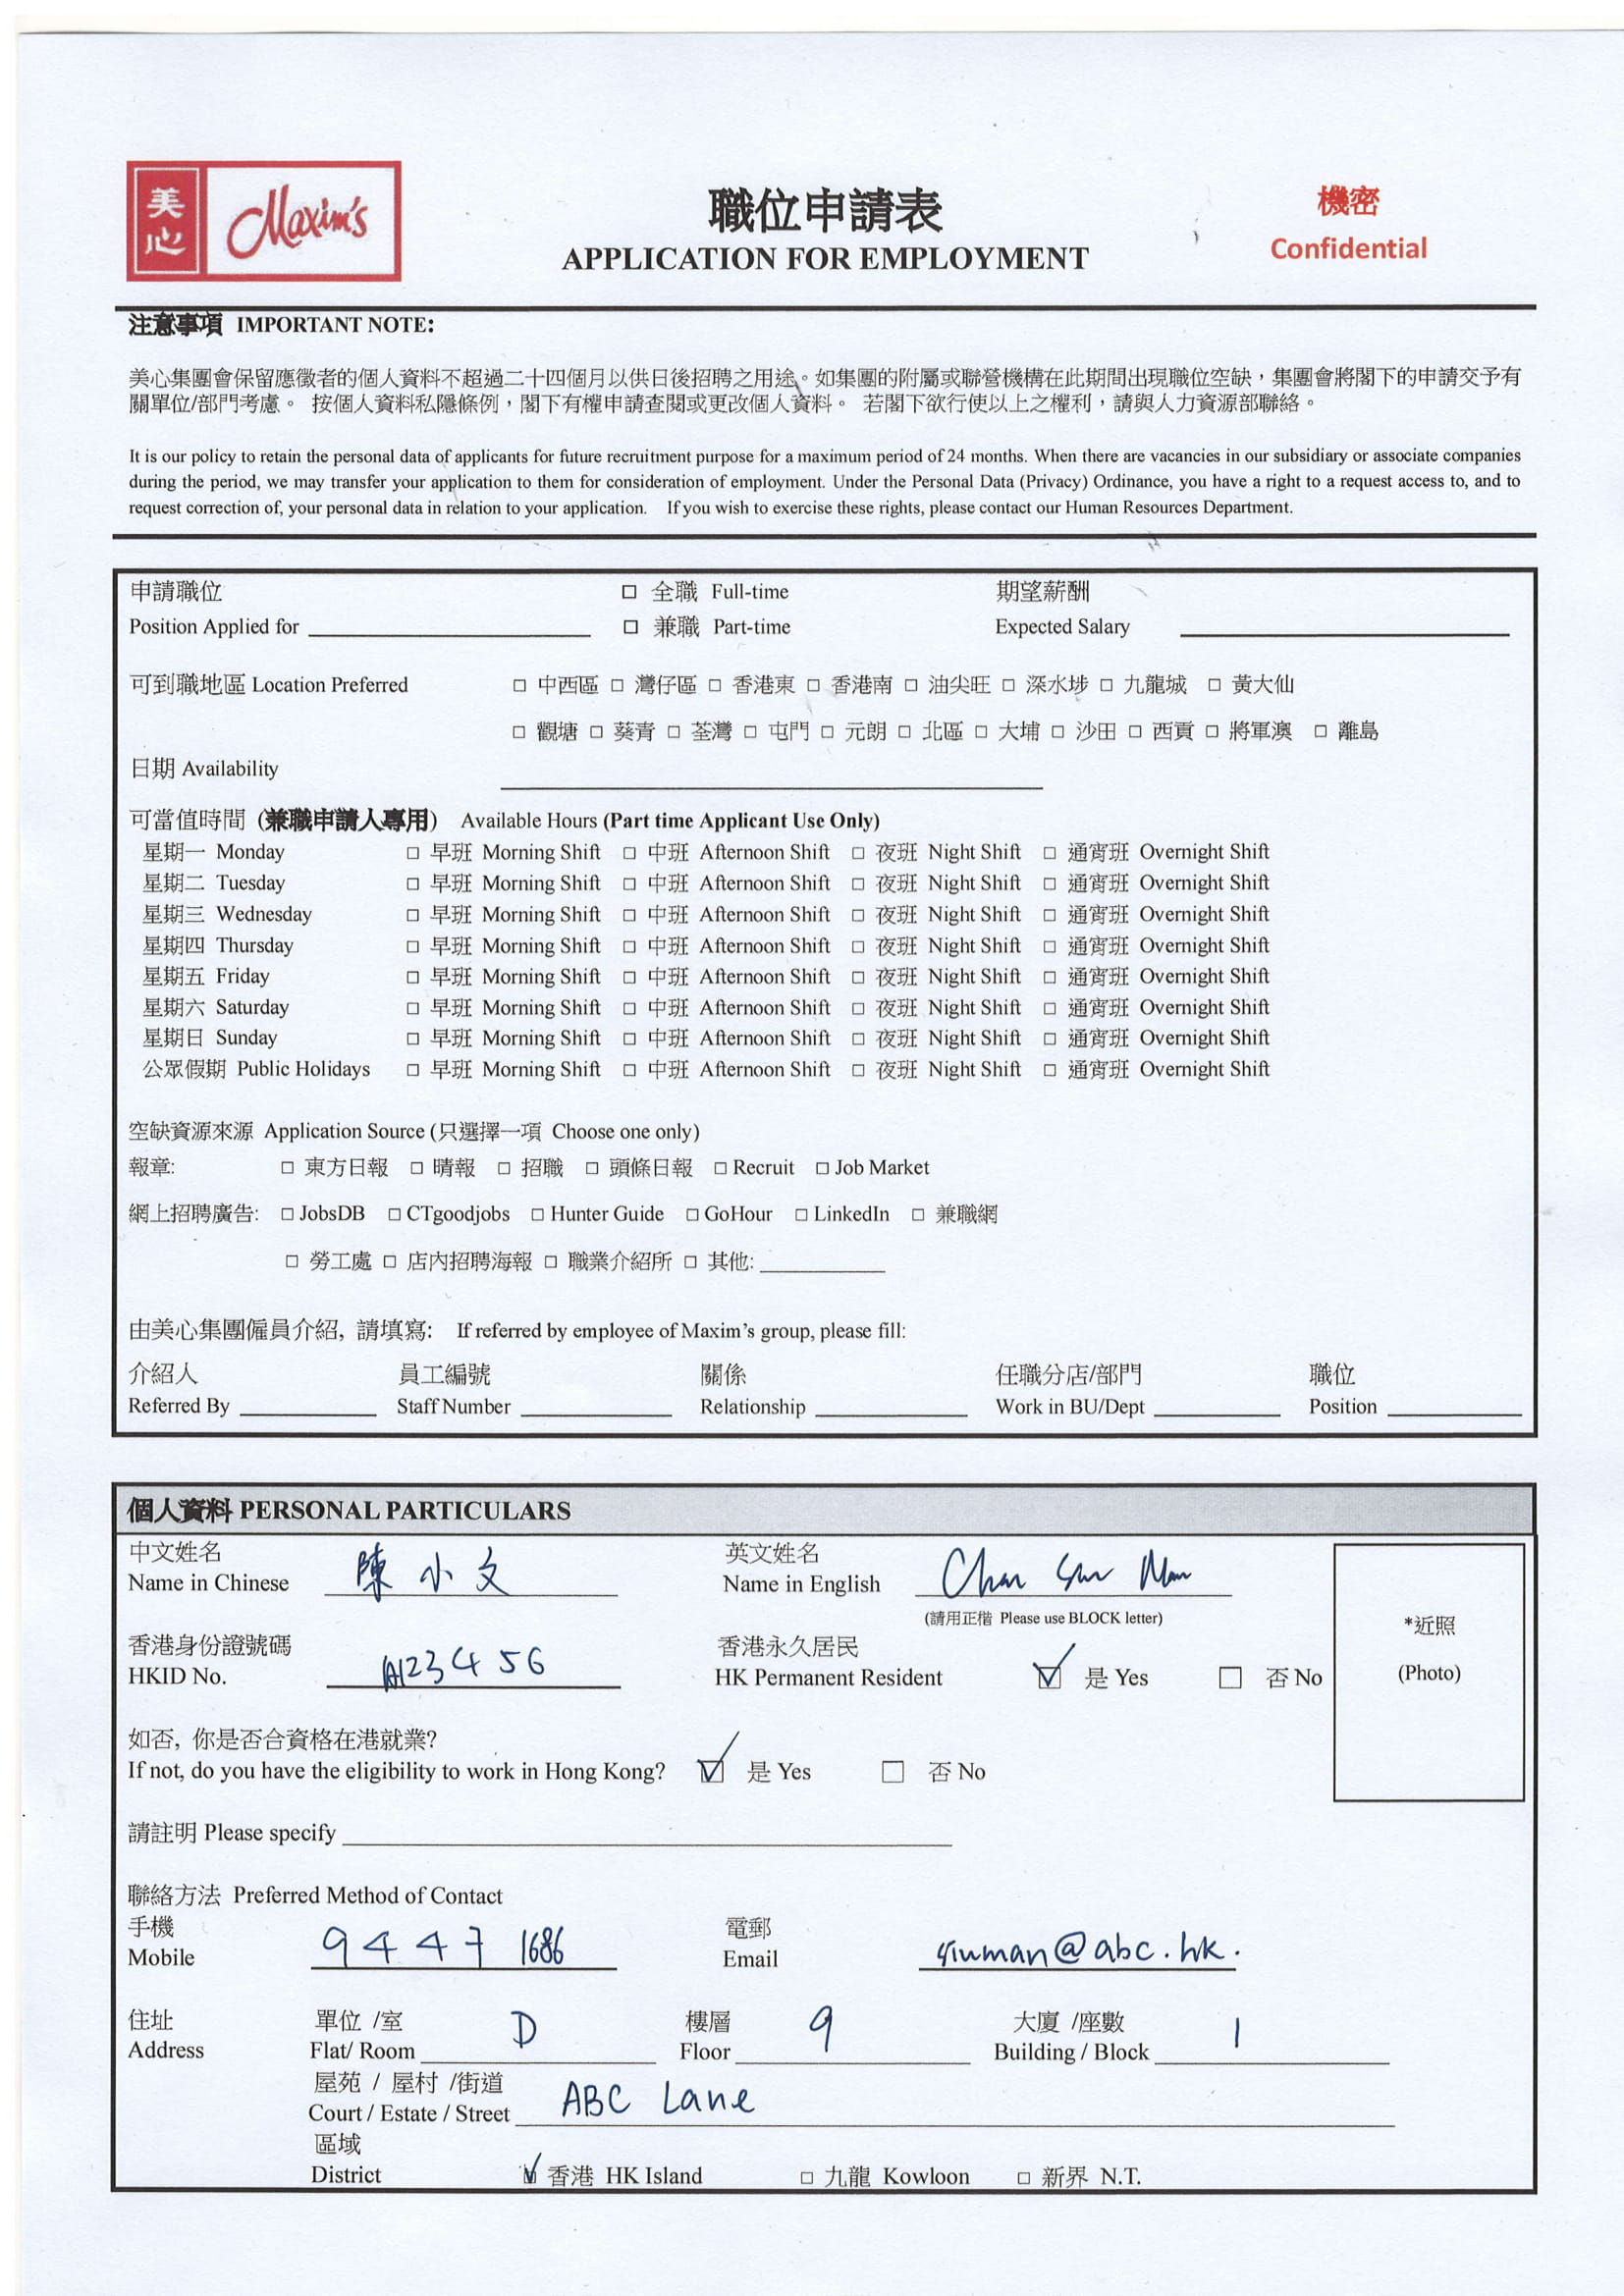 美心 Maxim's
職位申請表
APPLICATION FOR EMPLOYMENT
機密
Confidential
注意事項 IMPORTANT NOTE:
美心集團會保留應徵者的個人資料不超過二十四個月以供日後招聘之用途。如集團的附屬或聯營機構在此期間出現職位空缺，集團會將閣下的申請交予有
關單位/部門考慮。 按個人資料私隱條例，閣下有權申請查閱或更改個人資料。 若閣下欲行使以上之權利，請與人力資源部聯絡。
It is our policy to retain the personal data of applicants for future recruitment purpose for a maximum period of 24 months. When there are vacancies in our subsidiary or associate companies
during the period, we may transfer your application to them for consideration of employment. Under the Personal Data (Privacy) Ordinance, you have a right to a request access to, and to
request correction of, your personal data in relation to your application. If you wish to exercise these rights, please contact our Human Resources Department.
申請職位 □ 全職 Full-time 期望薪酬
Position Applied for □ 兼職 Part-time Expected Salary
可到職地區 Location Preferred □ 中西區 □ 灣仔區 □ 香港東 □ 香港南 □ 油尖旺 □ 深水埗 □ 九龍城 □ 黃大仙
□ 觀塘 □ 葵青 □ 荃灣 □ 屯門 □ 元朗 □ 北區 □ 大埔 □ 沙田 □ 西貢 □ 將軍澳 □ 離島
日期 Availability
可當值時間 (兼職申請人專用) Available Hours (Part time Applicant Use Only)
星期一 Monday □ 早班 Morning Shift □ 中班 Afternoon Shift □ 夜班 Night Shift □ 通宵班 Overnight Shift
星期二 Tuesday □ 早班 Morning Shift □ 中班 Afternoon Shift □ 夜班 Night Shift □ 通宵班 Overnight Shift
星期三 Wednesday □ 早班 Morning Shift □ 中班 Afternoon Shift □ 夜班 Night Shift □ 通宵班 Overnight Shift
星期四 Thursday □ 早班 Morning Shift □ 中班 Afternoon Shift □ 夜班 Night Shift □ 通宵班 Overnight Shift
星期五 Friday □ 早班 Morning Shift □ 中班 Afternoon Shift □ 夜班 Night Shift □ 通宵班 Overnight Shift
星期六 Saturday □ 早班 Morning Shift □ 中班 Afternoon Shift □ 夜班 Night Shift □ 通宵班 Overnight Shift
星期日 Sunday □ 早班 Morning Shift □ 中班 Afternoon Shift □ 夜班 Night Shift □ 通宵班 Overnight Shift
公眾假期 Public Holidays □ 早班 Morning Shift □ 中班 Afternoon Shift □ 夜班 Night Shift □ 通宵班 Overnight Shift
空缺資源來源 Application Source (只選擇一項 Choose one only)
報章: □ 東方日報 □ 晴報 □ 招職 □ 頭條日報 □ Recruit □ Job Market
網上招聘廣告: □ JobsDB □ CTgoodjobs □ Hunter Guide □ GoHour □ LinkedIn □ 兼職網
□ 勞工處 □ 店內招聘海報 □ 職業介紹所 □ 其他:
由美心集團僱員介紹, 請填寫: If referred by employee of Maxim's group, please fill:
介紹人 員工編號 關係 任職分店/部門 職位
Referred By Staff Number Relationship Work in BU/Dept Position
個人資料 PERSONAL PARTICULARS
中文姓名 英文姓名
Name in Chinese 陳小文 Name in English Chan Siu Man
(請用正楷 Please use BLOCK letter)
*近照
(Photo)
香港身份證號碼 香港永久居民
HKID No. A123456 HK Permanent Resident ☑ 是 Yes □ 否 No
如否, 你是否合資格在港就業?
If not, do you have the eligibility to work in Hong Kong? ☑ 是 Yes □ 否 No
請註明 Please specify
聯絡方法 Preferred Method of Contact
手機 電郵
Mobile 9447 1686 Email siuman@abc.hk.
住址 單位 /室 樓層 大廈 /座數
Address Flat/ Room D Floor 9 Building / Block 1
屋苑 / 屋村 /街道
Court / Estate / Street ABC Lane
區域
District ☑ 香港 HK Island □ 九龍 Kowloon □ 新界 N.T.